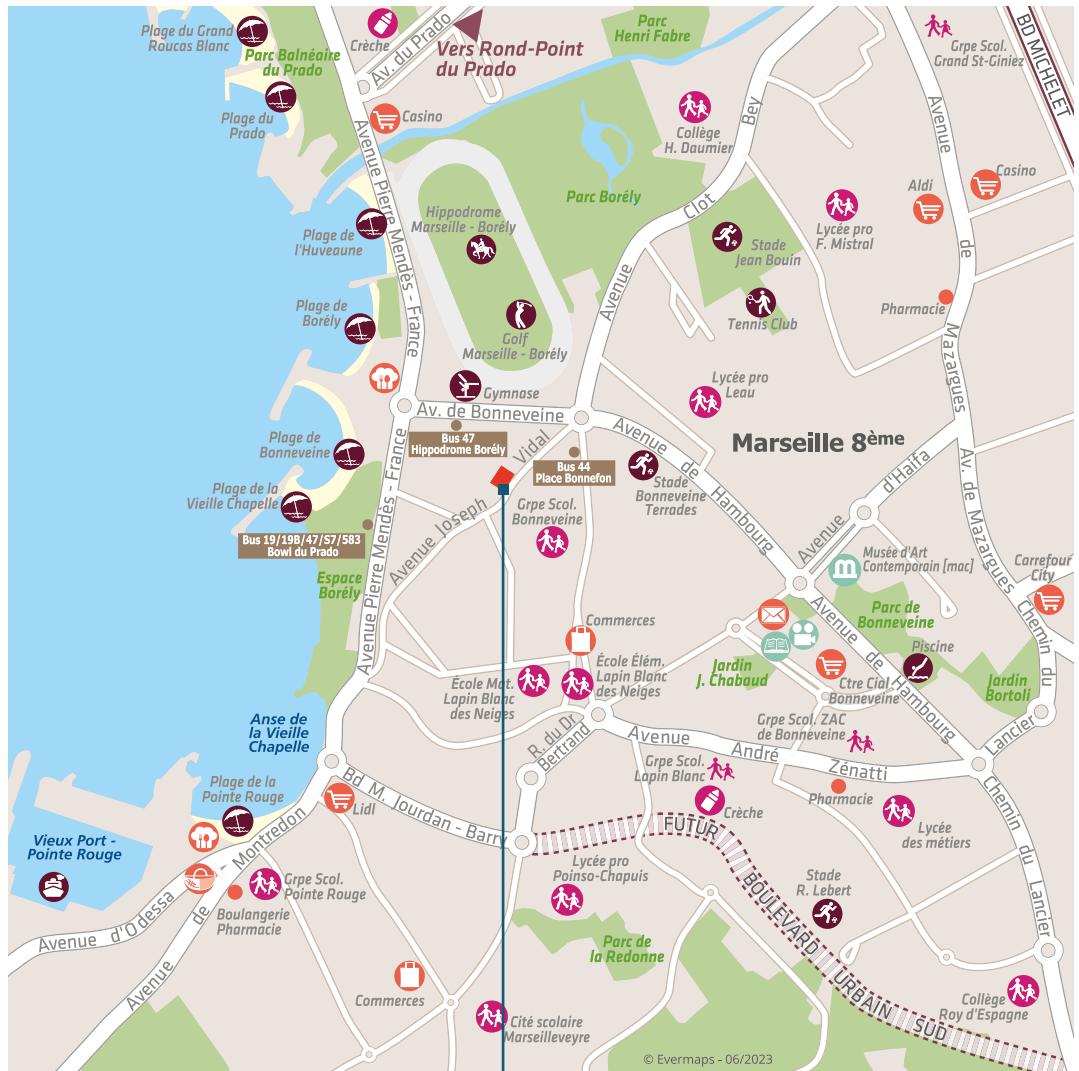 Plage du Grand
Roucas Blanc
Parc Balnéaire
du Prado
Plage du
Prado
Crèche
Av. du Prado
Vers Rond-Point
du Prado
Parc
Henri Fabre
Grpe Scol.
Grand St-Giniez
BD MICHELET
Casino
Avenue Pierre Mendès - France
Collège
H. Daumier
Bey
Avenue
Parc Borély
Hippodrome
Marseille - Borély
Plage de
l'Huveaune
Clot
Stade
Jean Bouin
Lycée pro
F. Mistral
Aldi
Casino
de
Plage de
Borély
Golf
Marseille - Borély
Avenue
Tennis Club
Pharmacie
Mazargues
Gymnase
Lycée pro
Leau
Av. de Bonneveine
Bus 47
Hippodrome Borély
Vidal
Bus 44
Place Bonnefon
Avenue
de
Hambourg
Marseille 8ème
Plage de
Bonneveine
Plage de la
Vieille Chapelle
Stade
Bonneveine
Terrades
d'Haïfa
Av. de Mazargues
Avenue Pierre Mendès - France
Joseph
Avenue
Grpe Scol.
Bonneveine
Avenue
Bus 19/19B/47/S7/583
Bowl du Prado
Espace
Borély
Musée d'Art
Contemporain [mac]
Carrefour
City
Parc de
Bonneveine
Avenue
de
Hambourg
Chemin du
Lancier
Commerces
École Mat.
Lapin Blanc
des Neiges
École Élém.
Lapin Blanc
des Neiges
Jardin
J. Chabaud
Piscine
Ctre Cial
Bonneveine
Jardin
Bortoli
Anse de
la Vieille
Chapelle
R. du Dr
Bertrand
Avenue
André
Zénatti
Grpe Scol. ZAC
de Bonneveine
Grpe Scol.
Lapin Blanc
Crèche
Pharmacie
Lycée
des métiers
Chemin
du
Lancier
Plage de la
Pointe Rouge
Bd M. Jourdan - Barry
Lidl
Vieux Port -
Pointe Rouge
Montredon
de
Avenue
Grpe Scol.
Pointe Rouge
Boulangerie
Pharmacie
Avenue d'Odessa
FUTUR
BOULEVARD
URBAIN
SUD
Lycée pro
Poinso-Chapuis
Stade
R. Lebert
Parc de
la Redonne
Commerces
Cité scolaire
Marseilleveyre
Collège
Roy d'Espagne
© Evermaps - 06/2023